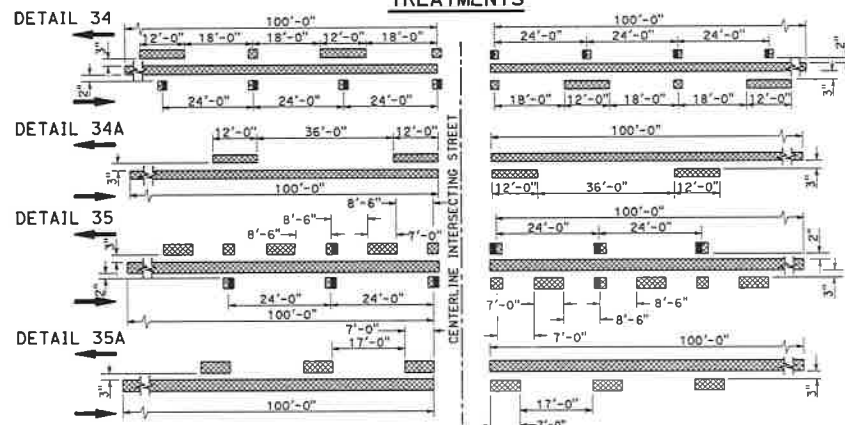 TREATMENTS
DETAIL 34
100'-0"
12'-0" 18'-0" 18'-0" 12'-0" 18'-0"
3"
2"
24'-0" 24'-0" 24'-0"
100'-0"
24'-0" 24'-0" 24'-0"
2"
3"
18'-0" 12'-0" 18'-0" 18'-0" 12'-0"
DETAIL 34A
12'-0" 36'-0" 12'-0"
3"
100'-0"
100'-0"
3"
12'-0" 36'-0" 12'-0"
CENTERLINE INTERSECTING STREET
DETAIL 35
8'-6"
8'-6"
8'-6" 7'-0"
3"
2"
24'-0" 24'-0"
100'-0"
100'-0"
24'-0" 24'-0"
2"
3"
7'-0" 8'-6"
8'-6"
7'-0"
DETAIL 35A
7'-0"
17'-0"
3"
100'-0"
100'-0"
3"
17'-0"
7'-0"